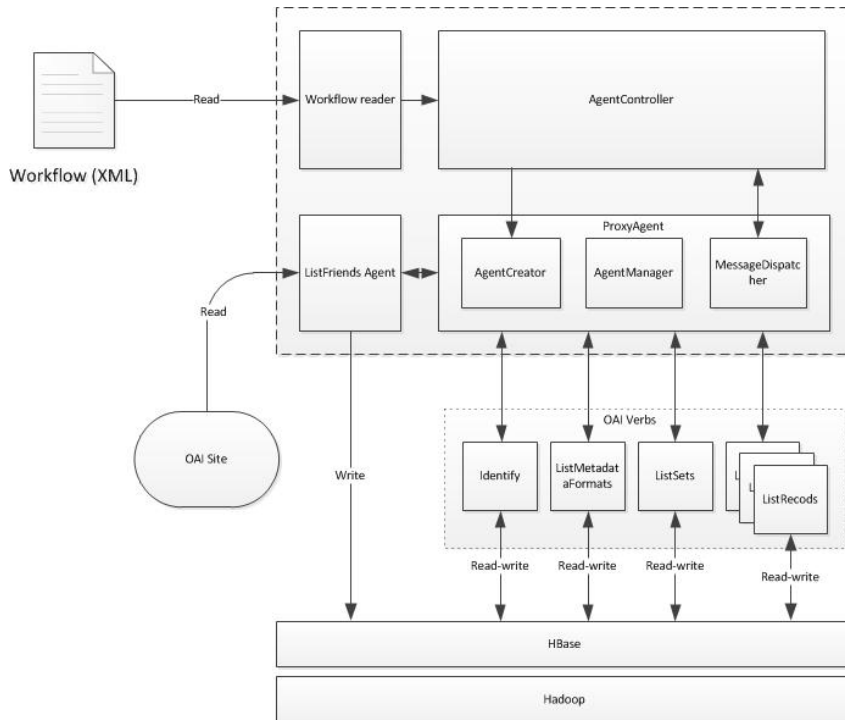 Read
Workflow reader
AgentController
Workflow (XML)
ProxyAgent
ListFriends Agent
AgentCreator
AgentManager
MessageDispatc
her
Read
OAI Site
OAI Verbs
Write
Identify
ListMetadat
aFormats
ListSets
L
L
ListRecods
Read-write
Read-write
Read-write
Read-write
HBase
Hadoop